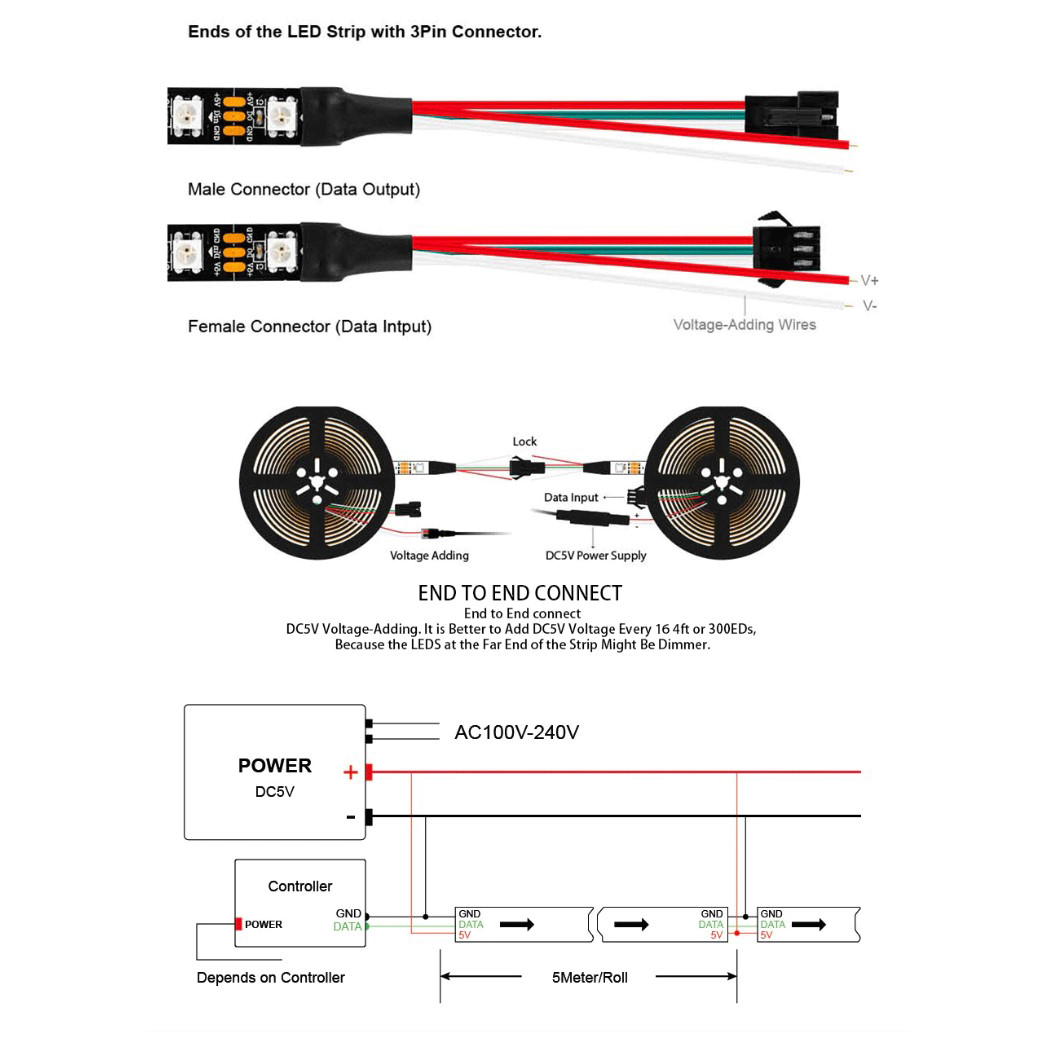 Ends of the LED Strip with 3Pin Connector.
+5V +5V
Din DO
GND GND
Male Connector (Data Output)
GND GND
Din DO
+5V +5V
V+
V-
Voltage-Adding Wires
Female Connector (Data Intput)
Lock
Data Input
+
-
Voltage Adding
DC5V Power Supply
END TO END CONNECT
End to End connect
DC5V Voltage-Adding. It is Better to Add DC5V Voltage Every 16 4ft or 300EDs,
Because the LEDS at the Far End of the Strip Might Be Dimmer.
AC100V-240V
POWER
+
DC5V
-
Controller
GND
POWER
DATA
GND
DATA
5V
GND
DATA
5V
GND
DATA
5V
Depends on Controller
5Meter/Roll